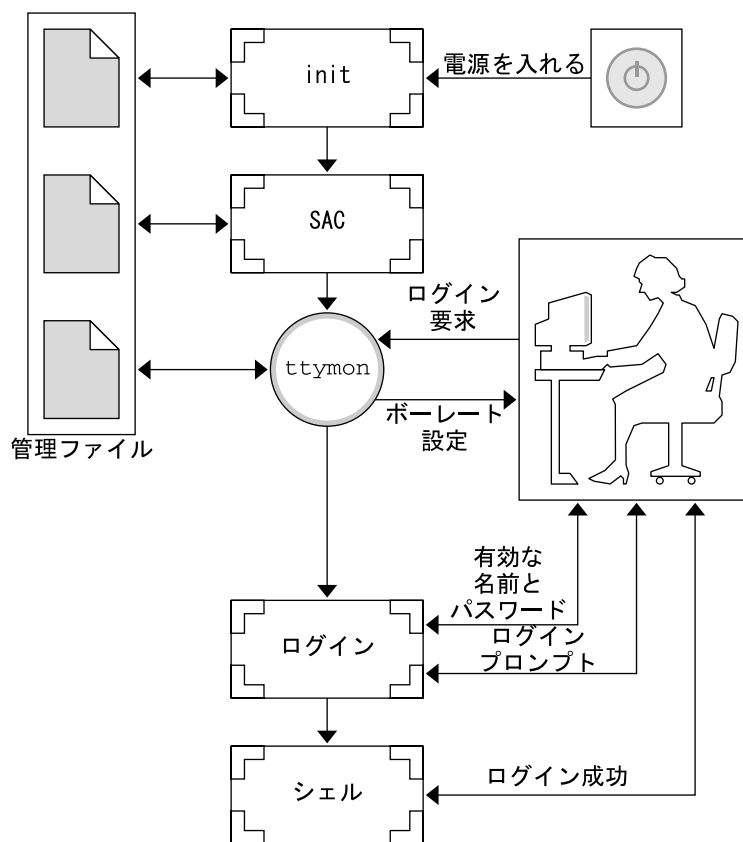 init
電源を入れる
SAC
ログイン
要求
ttymon
ボーレート
設定
管理ファイル
有効な
名前と
パスワード
ログイン
プロンプト
ログイン
シェル
ログイン成功